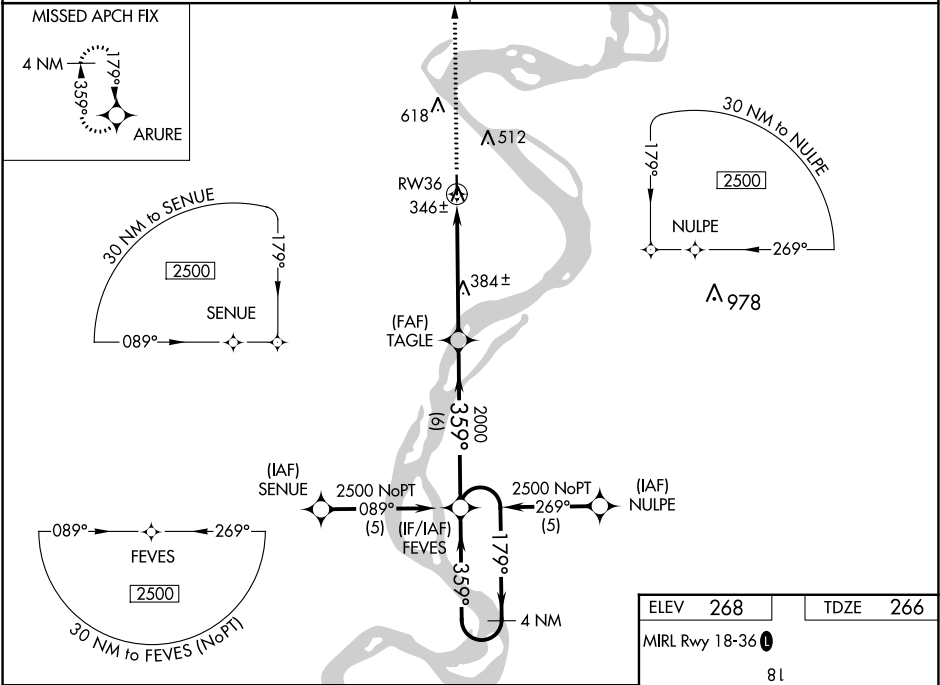 MISSED APCH FIX
4 NM
179°
359°
ARURE
618
512
RW36
346±
30 NM to NULPE
179°
2500
NULPE
269°
978
30 NM to SENUE
2500
179°
SENUE
089°
384±
(FAF)
TAGLE
2000
359°
(6)
(IAF)
SENUE
2500 NoPT
089°
(5)
(IF/IAF)
FEVES
2500 NoPT
269°
(5)
(IAF)
NULPE
179°
359°
4 NM
089°
269°
FEVES
2500
30 NM to FEVES (NoPT)
ELEV 268
TDZE 266
MIRL Rwy 18-36 L
18